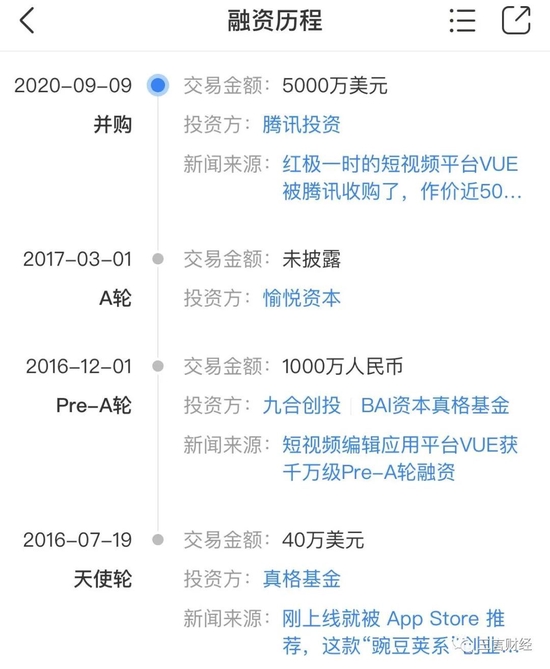 融资历程
2020-09-09 交易金额： 5000万美元
并购 投资方： 腾讯投资
新闻来源： 红极一时的短视频平台VUE
被腾讯收购了，作价近50...
2017-03-01 交易金额： 未披露
A轮 投资方： 愉悦资本
2016-12-01 交易金额： 1000万人民币
Pre-A轮 投资方： 九合创投 BAI资本真格基金
新闻来源： 短视频编辑应用平台VUE获
千万级Pre-A轮融资
2016-07-19 交易金额： 40万美元
天使轮 投资方： 真格基金
新闻来源： 刚上线就被 App Store 推
荐，这款“豌豆荚系”创业...
财经